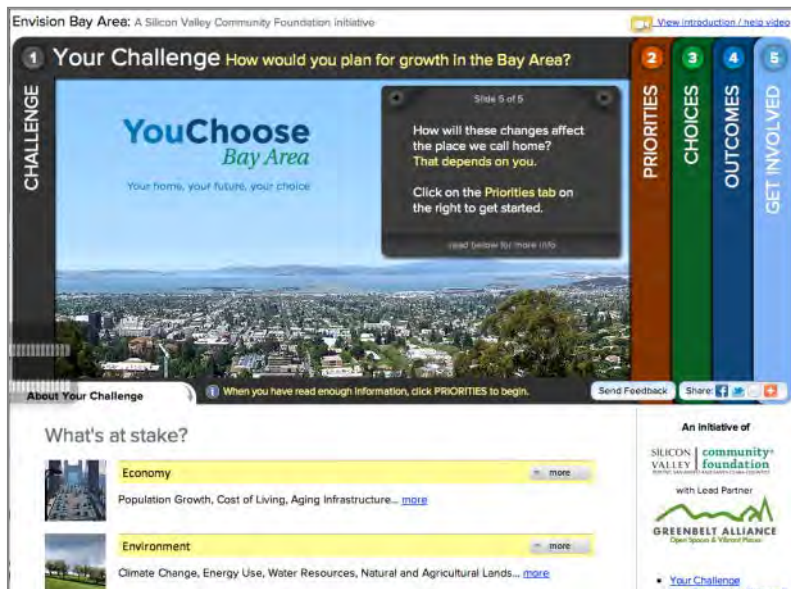 Envision Bay Area: A Silicon Valley Community Foundation initiative
View introduction / help video
1
CHALLENGE
Your Challenge How would you plan for growth in the Bay Area?
YouChoose
Bay Area
Your home, your future, your choice
Slide 5 of 5
How will these changes affect
the place we call home?
That depends on you.
Click on the Priorities tab on
the right to get started.
read below for more info
2
PRIORITIES
3
CHOICES
4
OUTCOMES
5
GET INVOLVED
About Your Challenge
When you have read enough information, click PRIORITIES to begin.
Send Feedback
Share:
What's at stake?
Economy
more
Population Growth, Cost of Living, Aging Infrastructure... more
Environment
more
Climate Change, Energy Use, Water Resources, Natural and Agricultural Lands... more
An initiative of
SILICON VALLEY community foundation
with Lead Partner
GREENBELT ALLIANCE
Open Spaces & Vibrant Places
Your Challenge